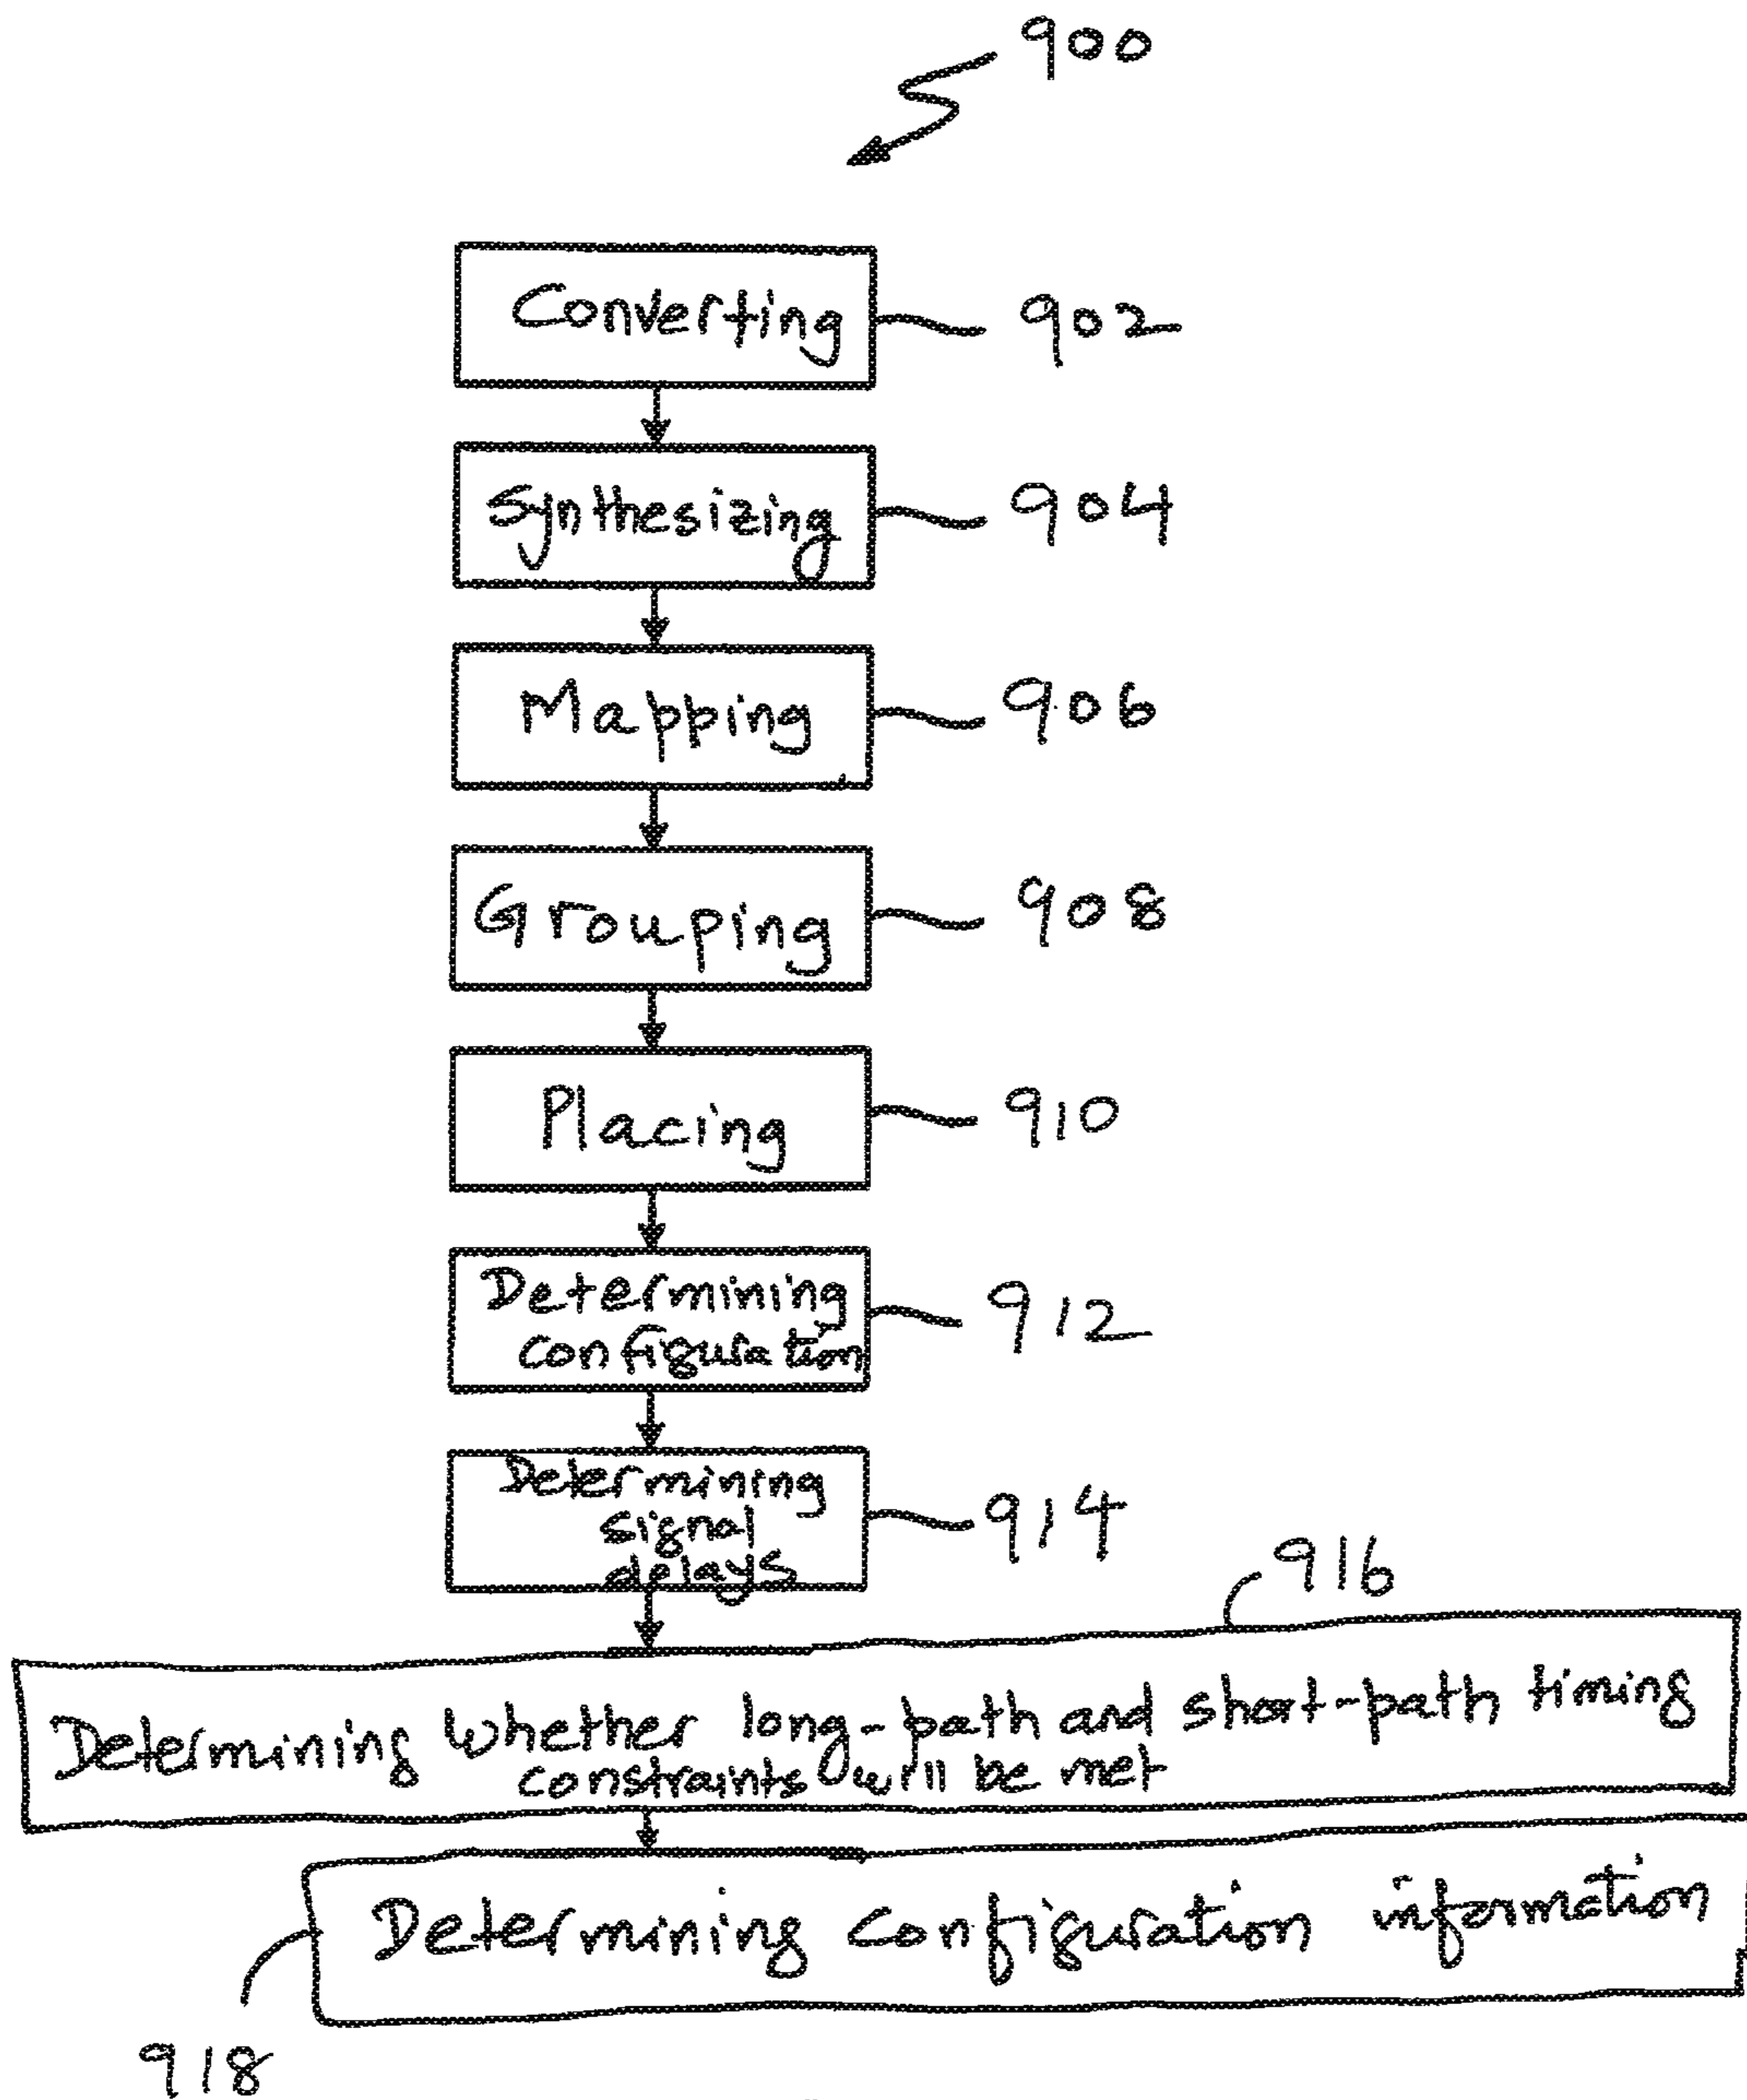 900
Converting
902
Synthesizing
904
Mapping
906
Grouping
908
Placing
910
Determining
configuration
912
Determining
signal
delays
914
916
Determining whether long-path and short-path timing
constraints will be met
Determining configuration information
918